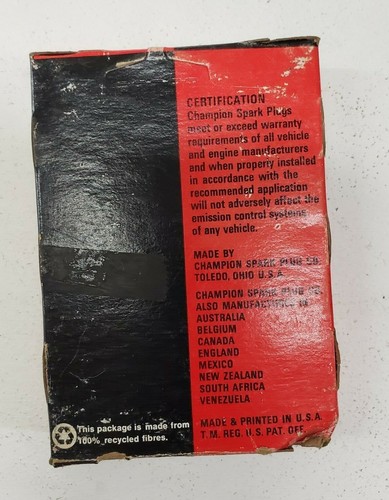 CERTIFICATION
Champion Spark Plugs
meet or exceed warranty
requirements of all vehicle
and engine manufacturers
and when properly installed
in accordance with the
recommended application
will not adversely affect the
emission control systems
of any vehicle.
MADE BY
CHAMPION SPARK PLUG CO.
TOLEDO, OHIO U.S.A.
CHAMPION SPARK PLUG CO.
ALSO MANUFACTURED IN
AUSTRALIA
BELGIUM
CANADA
ENGLAND
MEXICO
NEW ZEALAND
SOUTH AFRICA
VENEZUELA
MADE & PRINTED IN U.S.A.
T.M. REG. U.S. PAT. OFF.
This package is made from
100% recycled fibres.